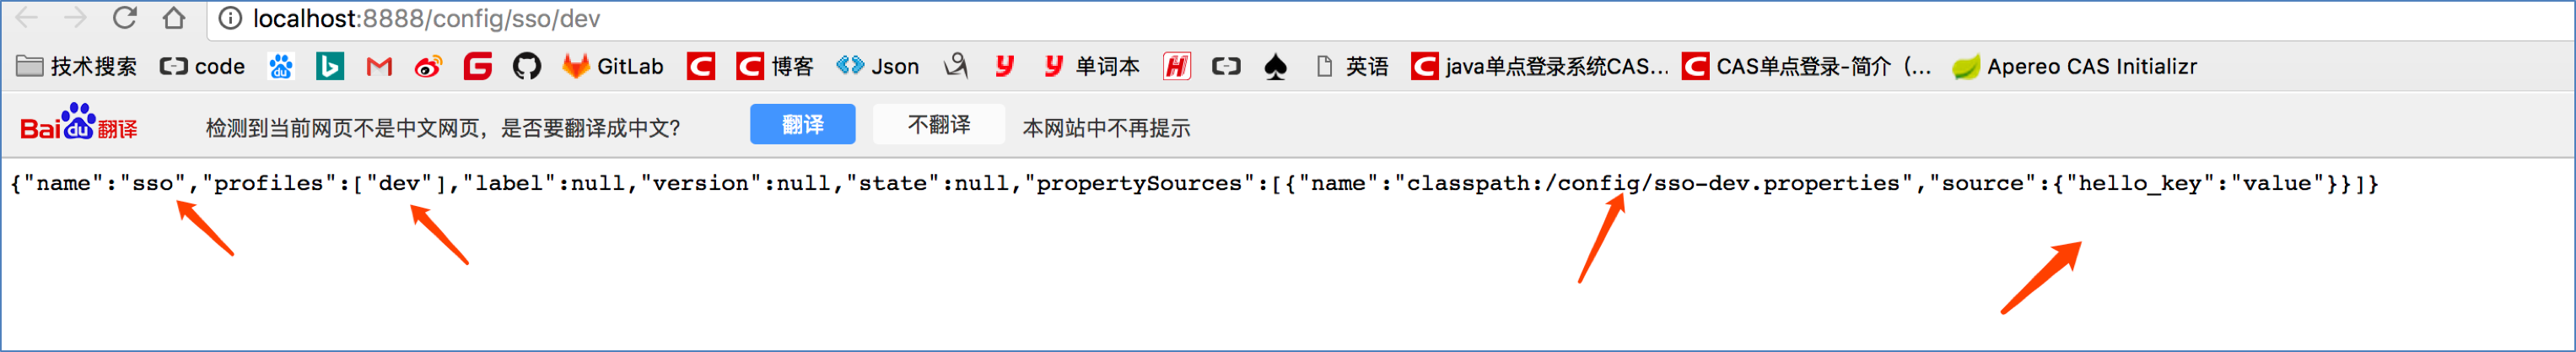 localhost:8888/config/sso/dev
技术搜索 code du b G GitLab C C 博客 Json y y 单词本 H 英语 C java单点登录系统CAS... C CAS单点登录-简介（... Apereo CAS Initializr
Bai du 翻译 检测到当前网页不是中文网页，是否要翻译成中文？ 翻译 不翻译 本网站中不再提示
{"name":"sso","profiles":["dev"],"label":null,"version":null,"state":null,"propertySources":[{"name":"classpath:/config/sso-dev.properties","source":{"hello_key":"value"}}]}